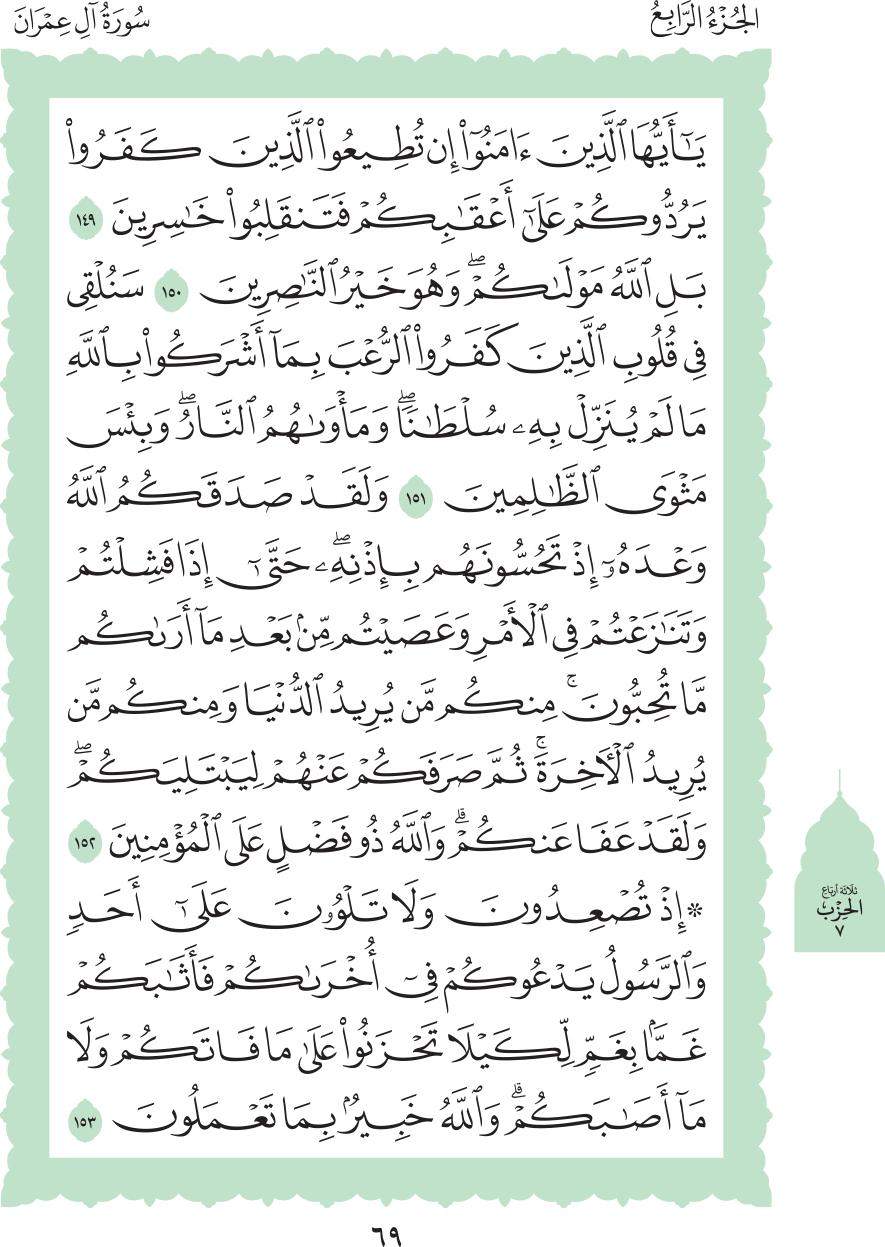 الجُزْءُ الرَّابِعُ
سُورَةُ آلِ عِمْرَانَ
يَٰٓأَيُّهَا ٱلَّذِينَ ءَامَنُوٓا۟ إِن تُطِيعُوا۟ ٱلَّذِينَ كَفَرُوا۟
يَرُدُّوكُمْ عَلَىٰٓ أَعْقَٰبِكُمْ فَتَنقَلِبُوا۟ خَٰسِرِينَ ١٤٩
بَلِ ٱللَّهُ مَوْلَىٰكُمْ ۖ وَهُوَ خَيْرُ ٱلنَّٰصِرِينَ ١٥٠ سَنُلْقِى
فِى قُلُوبِ ٱلَّذِينَ كَفَرُوا۟ ٱلرُّعْبَ بِمَآ أَشْرَكُوا۟ بِٱللَّهِ
مَا لَمْ يُنَزِّلْ بِهِۦ سُلْطَٰنًا ۖ وَمَأْوَىٰهُمُ ٱلنَّارُ ۖ وَبِئْسَ
مَثْوَى ٱلظَّٰلِمِينَ ١٥١ وَلَقَدْ صَدَقَكُمُ ٱللَّهُ
وَعْدَهُۥٓ إِذْ تَحُسُّونَهُم بِإِذْنِهِۦ ۖ حَتَّىٰٓ إِذَا فَشِلْتُمْ
وَتَنَٰزَعْتُمْ فِى ٱلْأَمْرِ وَعَصَيْتُم مِّنۢ بَعْدِ مَآ أَرَىٰكُم
مَّا تُحِبُّونَ ۚ مِنكُم مَّن يُرِيدُ ٱلدُّنْيَا وَمِنكُم مَّن
يُرِيدُ ٱلْـَٔاخِرَةَ ۚ ثُمَّ صَرَفَكُمْ عَنْهُمْ لِيَبْتَلِيَكُمْ ۖ
وَلَقَدْ عَفَا عَنكُمْ ۗ وَٱللَّهُ ذُو فَضْلٍ عَلَى ٱلْمُؤْمِنِينَ ١٥٢
* إِذْ تُصْعِدُونَ وَلَا تَلْوُۥنَ عَلَىٰٓ أَحَدٍ
وَٱلرَّسُولُ يَدْعُوكُمْ فِىٓ أُخْرَىٰكُمْ فَأَثَٰبَكُمْ
غَمًّۢا بِغَمٍّ لِّكَيْلَا تَحْزَنُوا۟ عَلَىٰ مَا فَاتَكُمْ وَلَا
مَآ أَصَٰبَكُمْ ۗ وَٱللَّهُ خَبِيرٌۢ بِمَا تَعْمَلُونَ ١٥٣
ثلاثة أرباع
الحِزْب
٧
٦٩